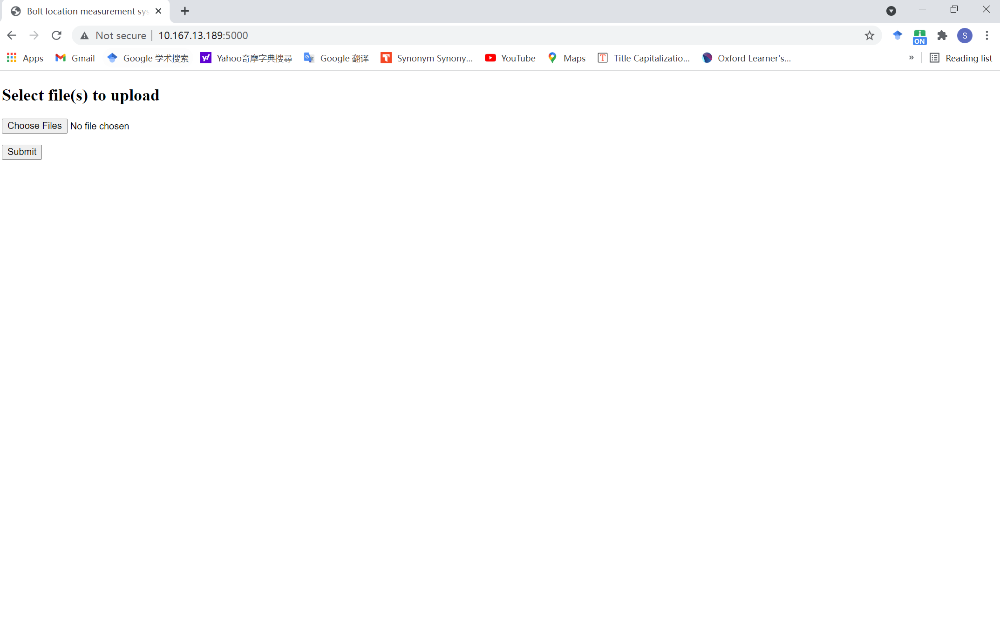 Bolt location measurement sys
Not secure 10.167.13.189:5000
S
ON
Apps Gmail Google 学术搜索 Yahoo奇摩字典搜尋 Google 翻译 Synonym Synony... YouTube Maps Title Capitalizatio... Oxford Learner's... » Reading list
Select file(s) to upload
Choose Files No file chosen
Submit